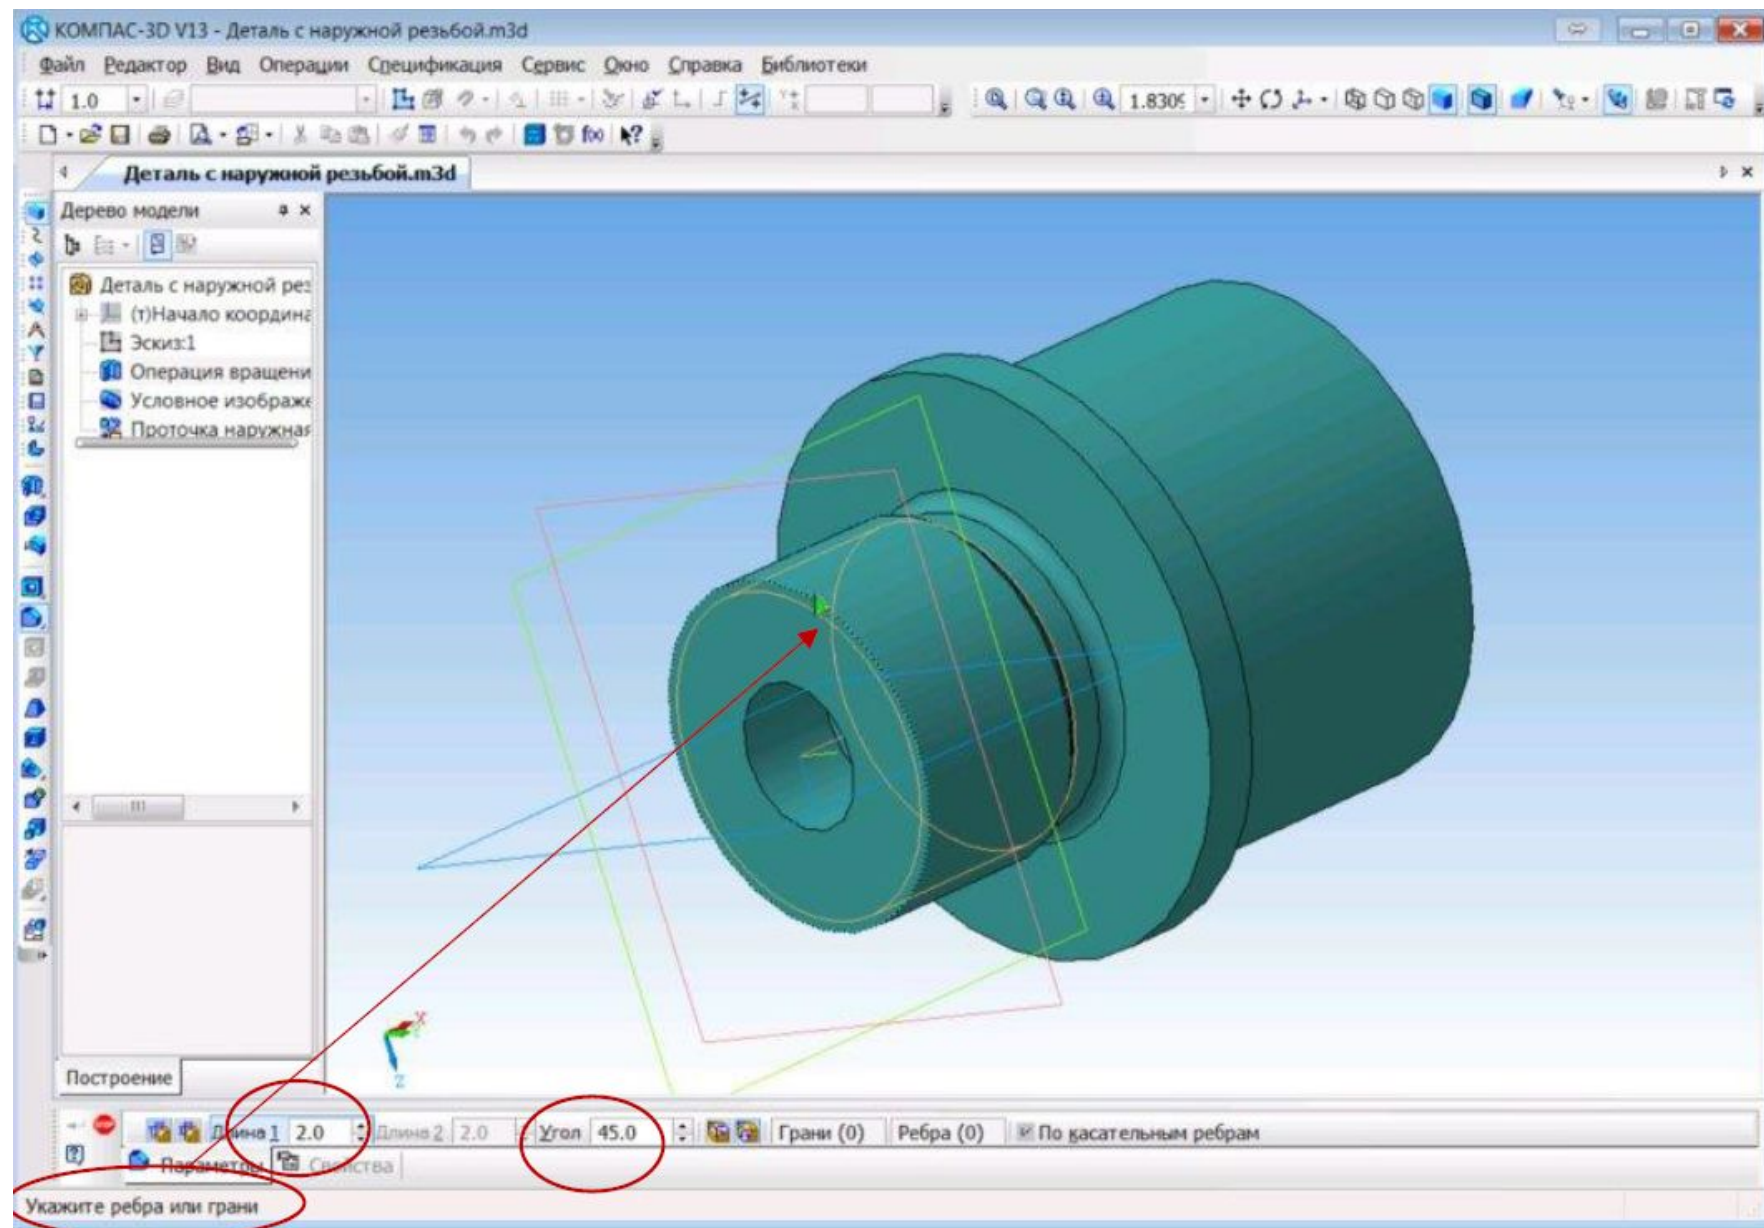 КОМПАС-3D V13 - Деталь с наружной резьбой.m3d
Файл Редактор Вид Операции Спецификация Сервис Окно Справка Библиотеки
1.0 1.8309
f(x)
Деталь с наружной резьбой.m3d
Дерево модели
Деталь с наружной рез
(т)Начало координа
Эскиз:1
Операция вращени
Условное изображе
Проточка наружная
X
Z
Построение
Длина 1 2.0 Длина 2 2.0 Угол 45.0 Грани (0) Ребра (0) По касательным ребрам
Параметры Свойства
Укажите ребра или грани